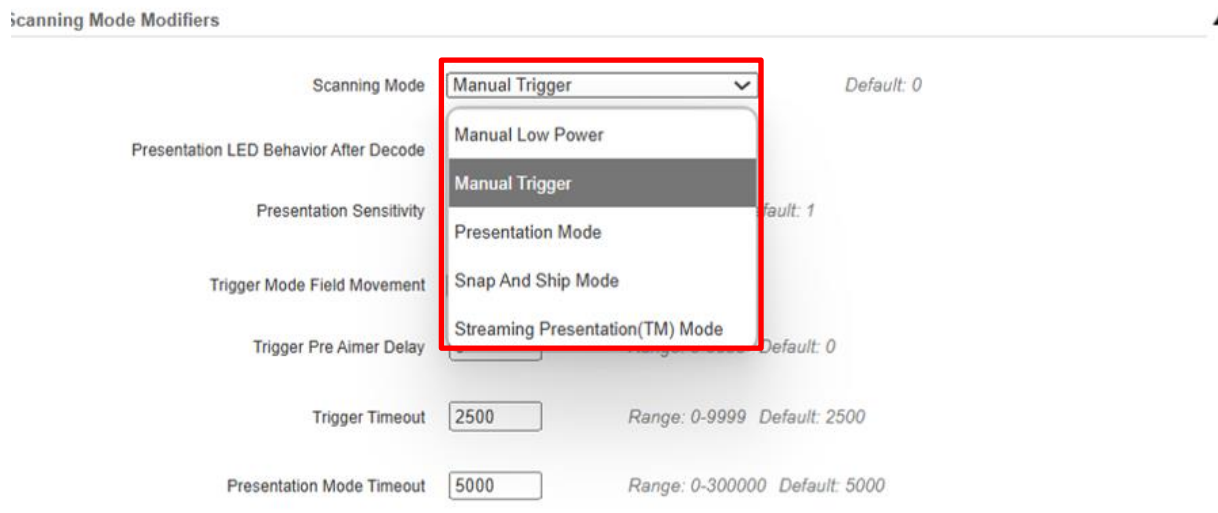 Scanning Mode Modifiers
Scanning Mode Manual Trigger Default: 0
Manual Low Power
Presentation LED Behavior After Decode
Manual Trigger
Presentation Sensitivity fault: 1
Presentation Mode
Trigger Mode Field Movement Snap And Ship Mode
Streaming Presentation(TM) Mode
Trigger Pre Aimer Delay Default: 0
Trigger Timeout 2500 Range: 0-9999 Default: 2500
Presentation Mode Timeout 5000 Range: 0-300000 Default: 5000